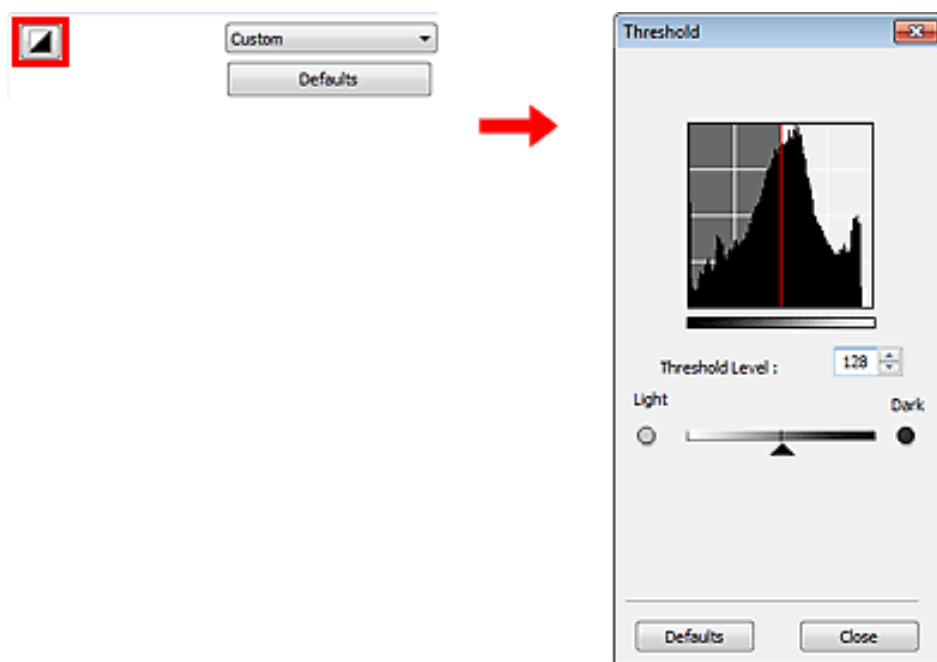 Custom
Defaults
Threshold
Threshold Level :
128
Light
Dark
Defaults
Close